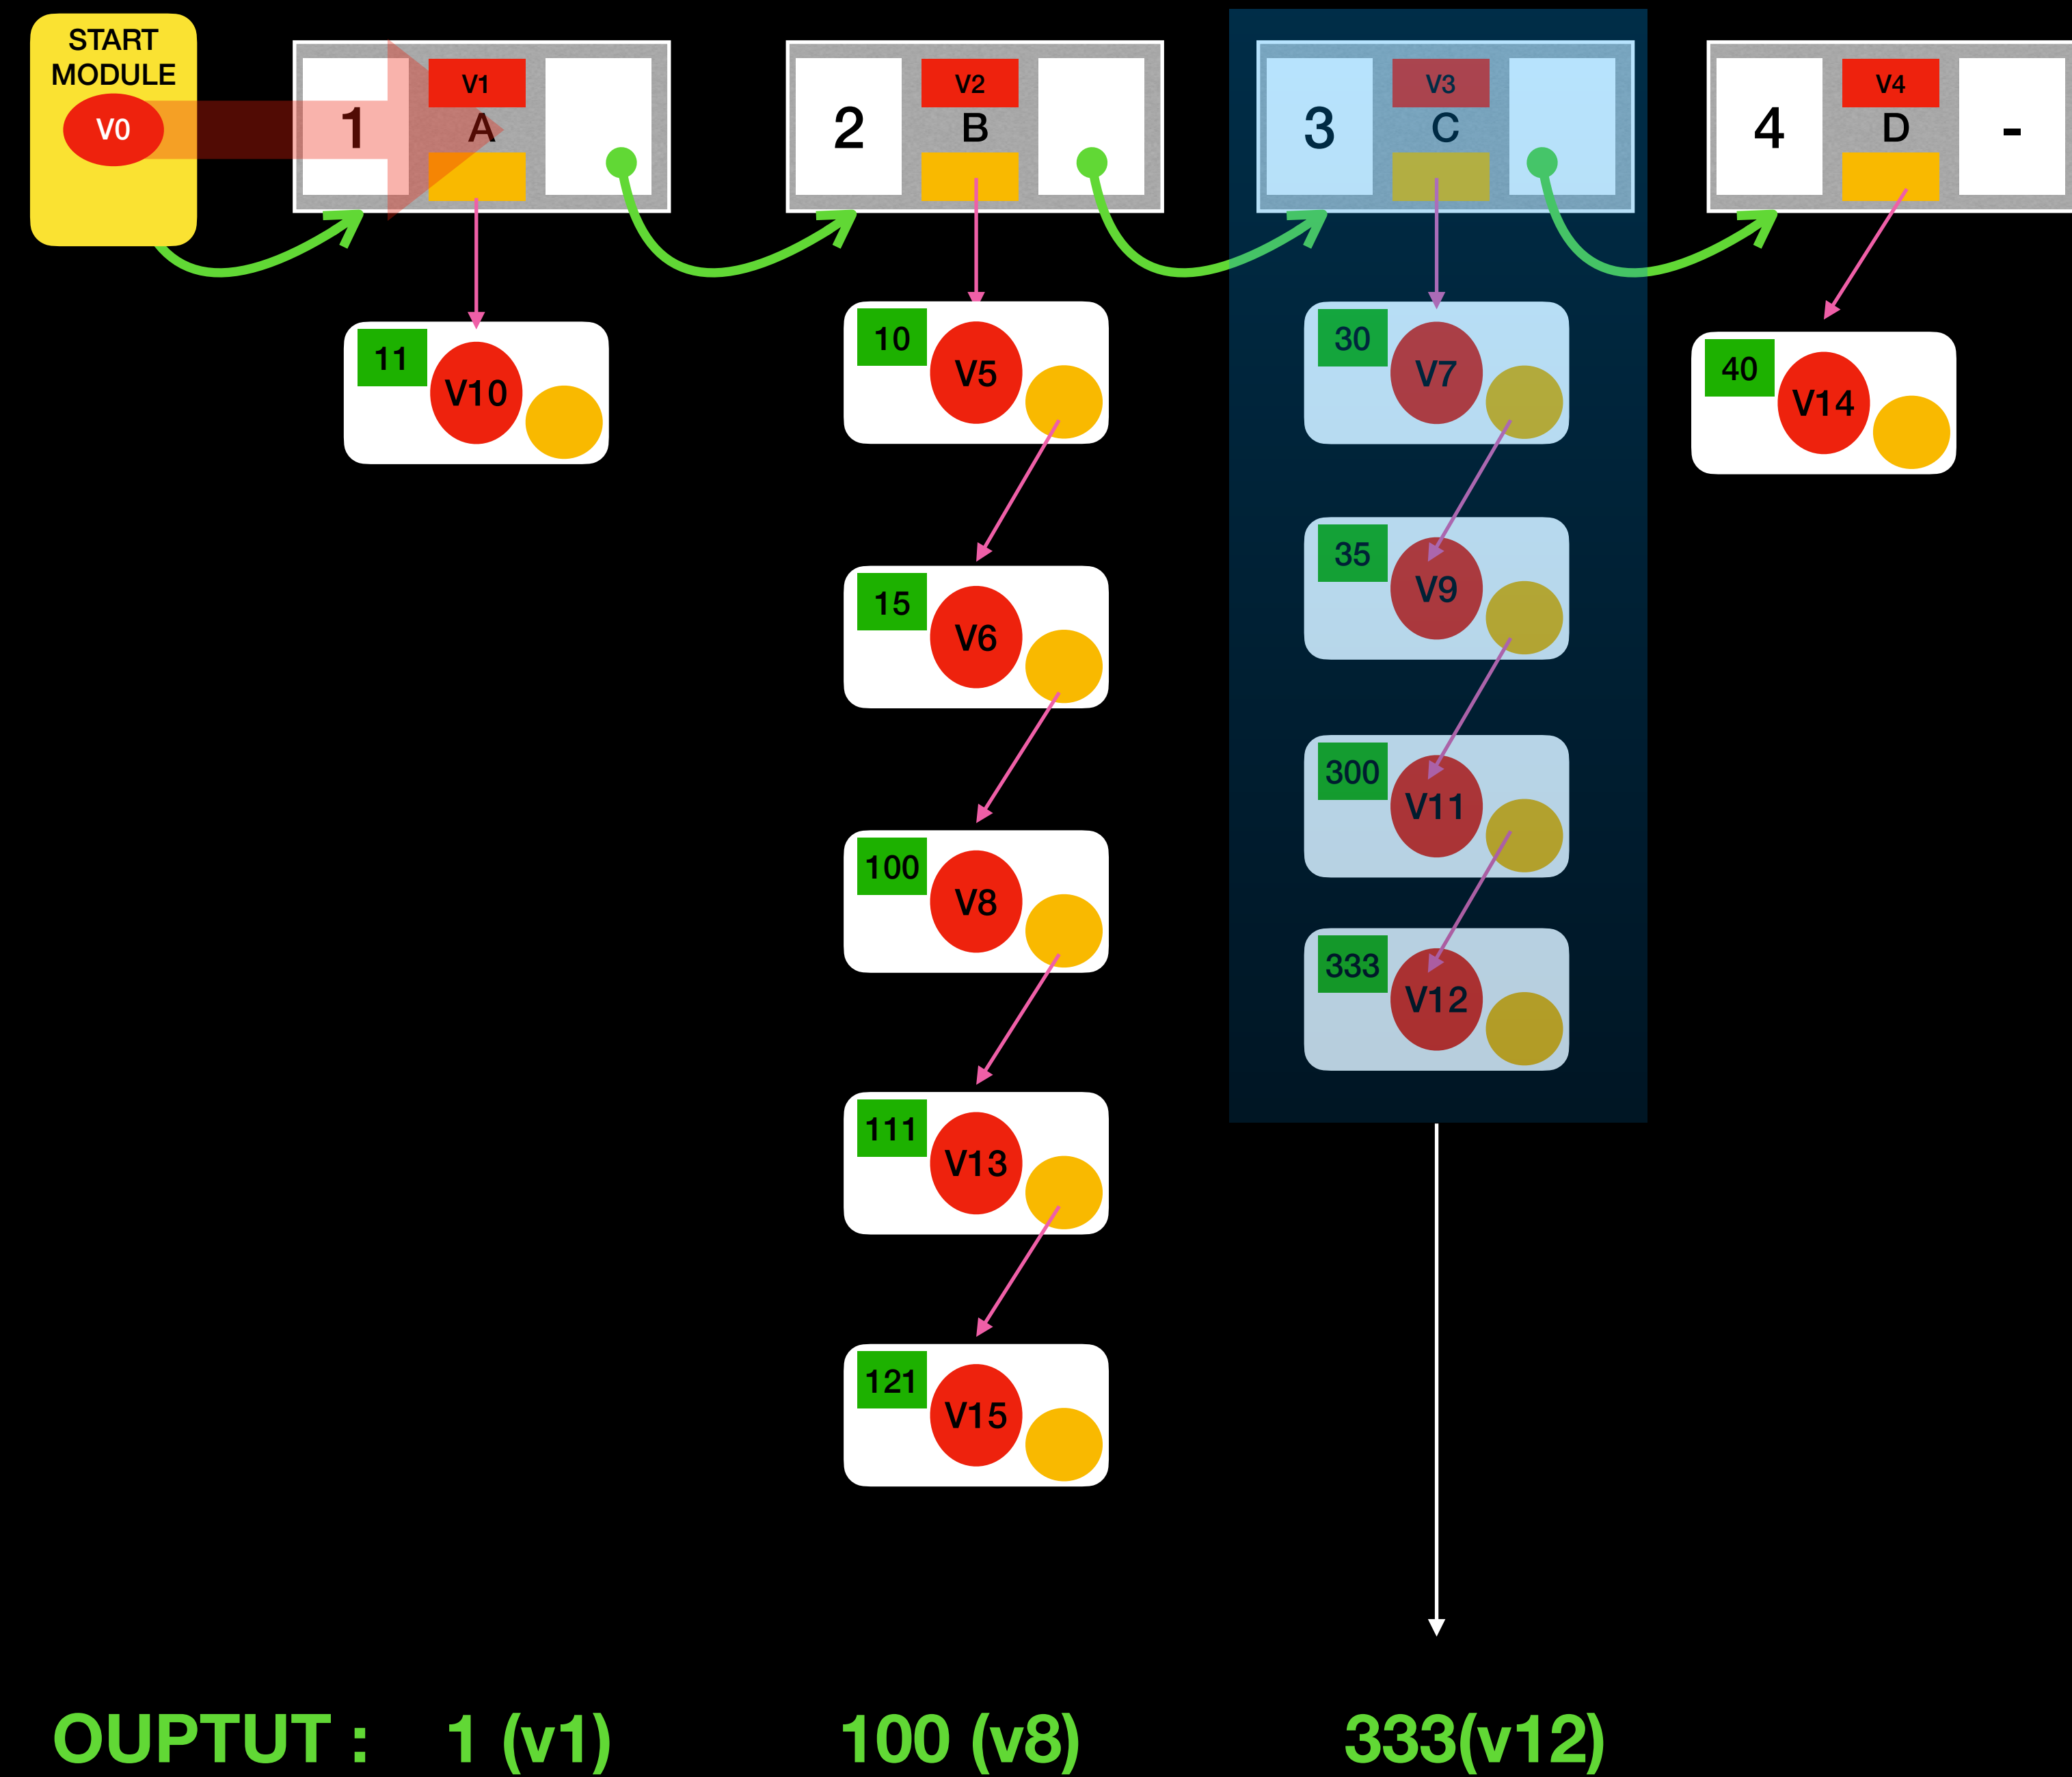 START
MODULE
V0
1
V1
A
2
V2
B
3
V3
C
4
V4
D
-
11
V10
10
V5
15
V6
100
V8
111
V13
121
V15
30
V7
35
V9
300
V11
333
V12
40
V14
OUPTUT : 1 (v1) 100 (v8) 333(v12)